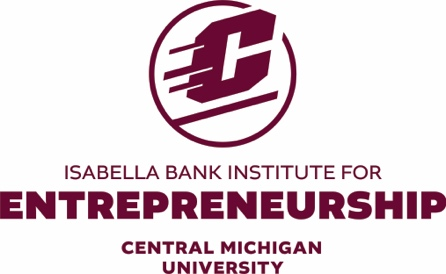 C
ISABELLA BANK INSTITUTE FOR
ENTREPRENEURSHIP
CENTRAL MICHIGAN
UNIVERSITY